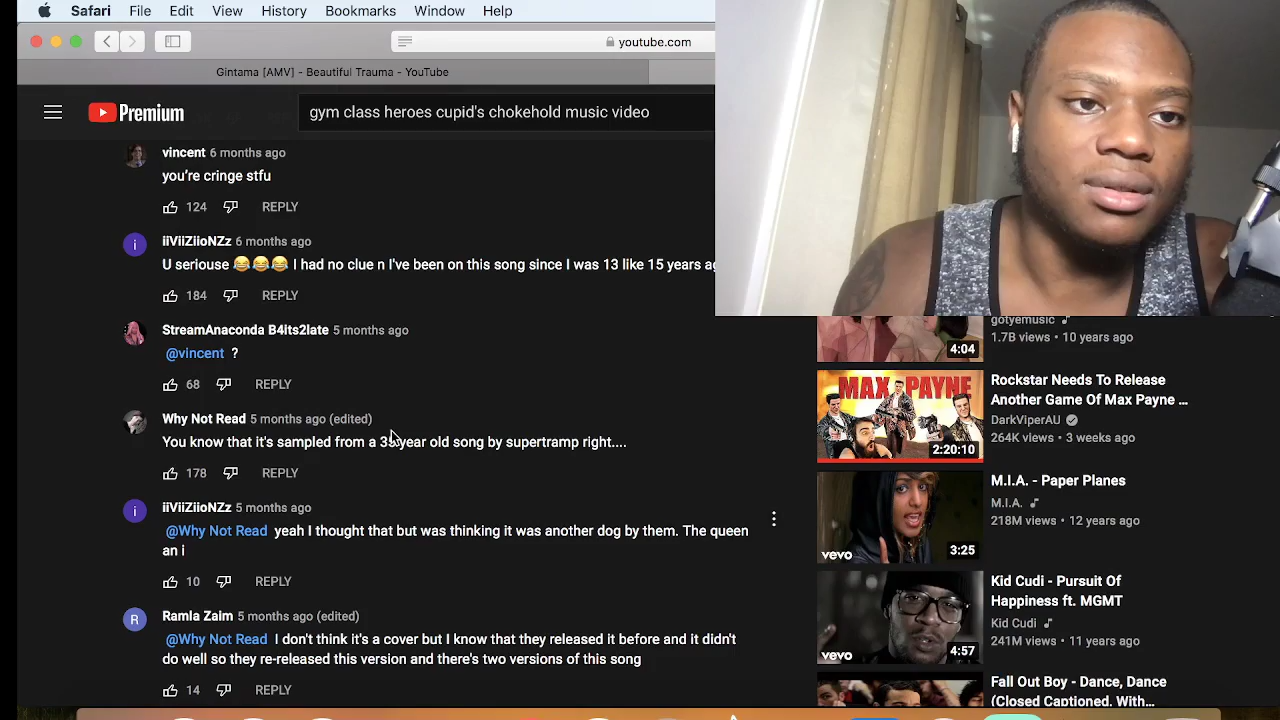 Safari File Edit View History Bookmarks Window Help
youtube.com
Gintama [AMV] - Beautiful Trauma - YouTube
Premium
gym class heroes cupid's chokehold music video
vincent 6 months ago
you're cringe stfu
124 REPLY
iiViiZiioNZz 6 months ago
U seriouse 😂😂😂 I had no clue n I've been on this song since I was 13 like 15 years ag
184 REPLY
StreamAnaconda B4Its2late 5 months ago
@vincent ?
68 REPLY
Why Not Read 5 months ago (edited)
You know that it's sampled from a year old song by supertramp right....
178 REPLY
iiViiZiioNZz 5 months ago
@Why Not Read yeah I thought that but was thinking it was another dog by them. The queen
an i
10 REPLY
Ramla Zaim 5 months ago (edited)
@Why Not Read I don't think it's a cover but I know that they released it before and it didn't
do well so they re-released this version and there's two versions of this song
14 REPLY
gotyemusic
1.7B views • 10 years ago
4:04
MAX PAYNE
2:20:10
Rockstar Needs To Release
Another Game Of Max Payne ...
DarkViperAU
264K views • 3 weeks ago
vevo
3:25
M.I.A. - Paper Planes
M.I.A.
218M views • 12 years ago
vevo
4:57
Kid Cudi - Pursuit Of
Happiness ft. MGMT
Kid Cudi
241M views • 11 years ago
Fall Out Boy - Dance, Dance
(Closed Captioned, With...